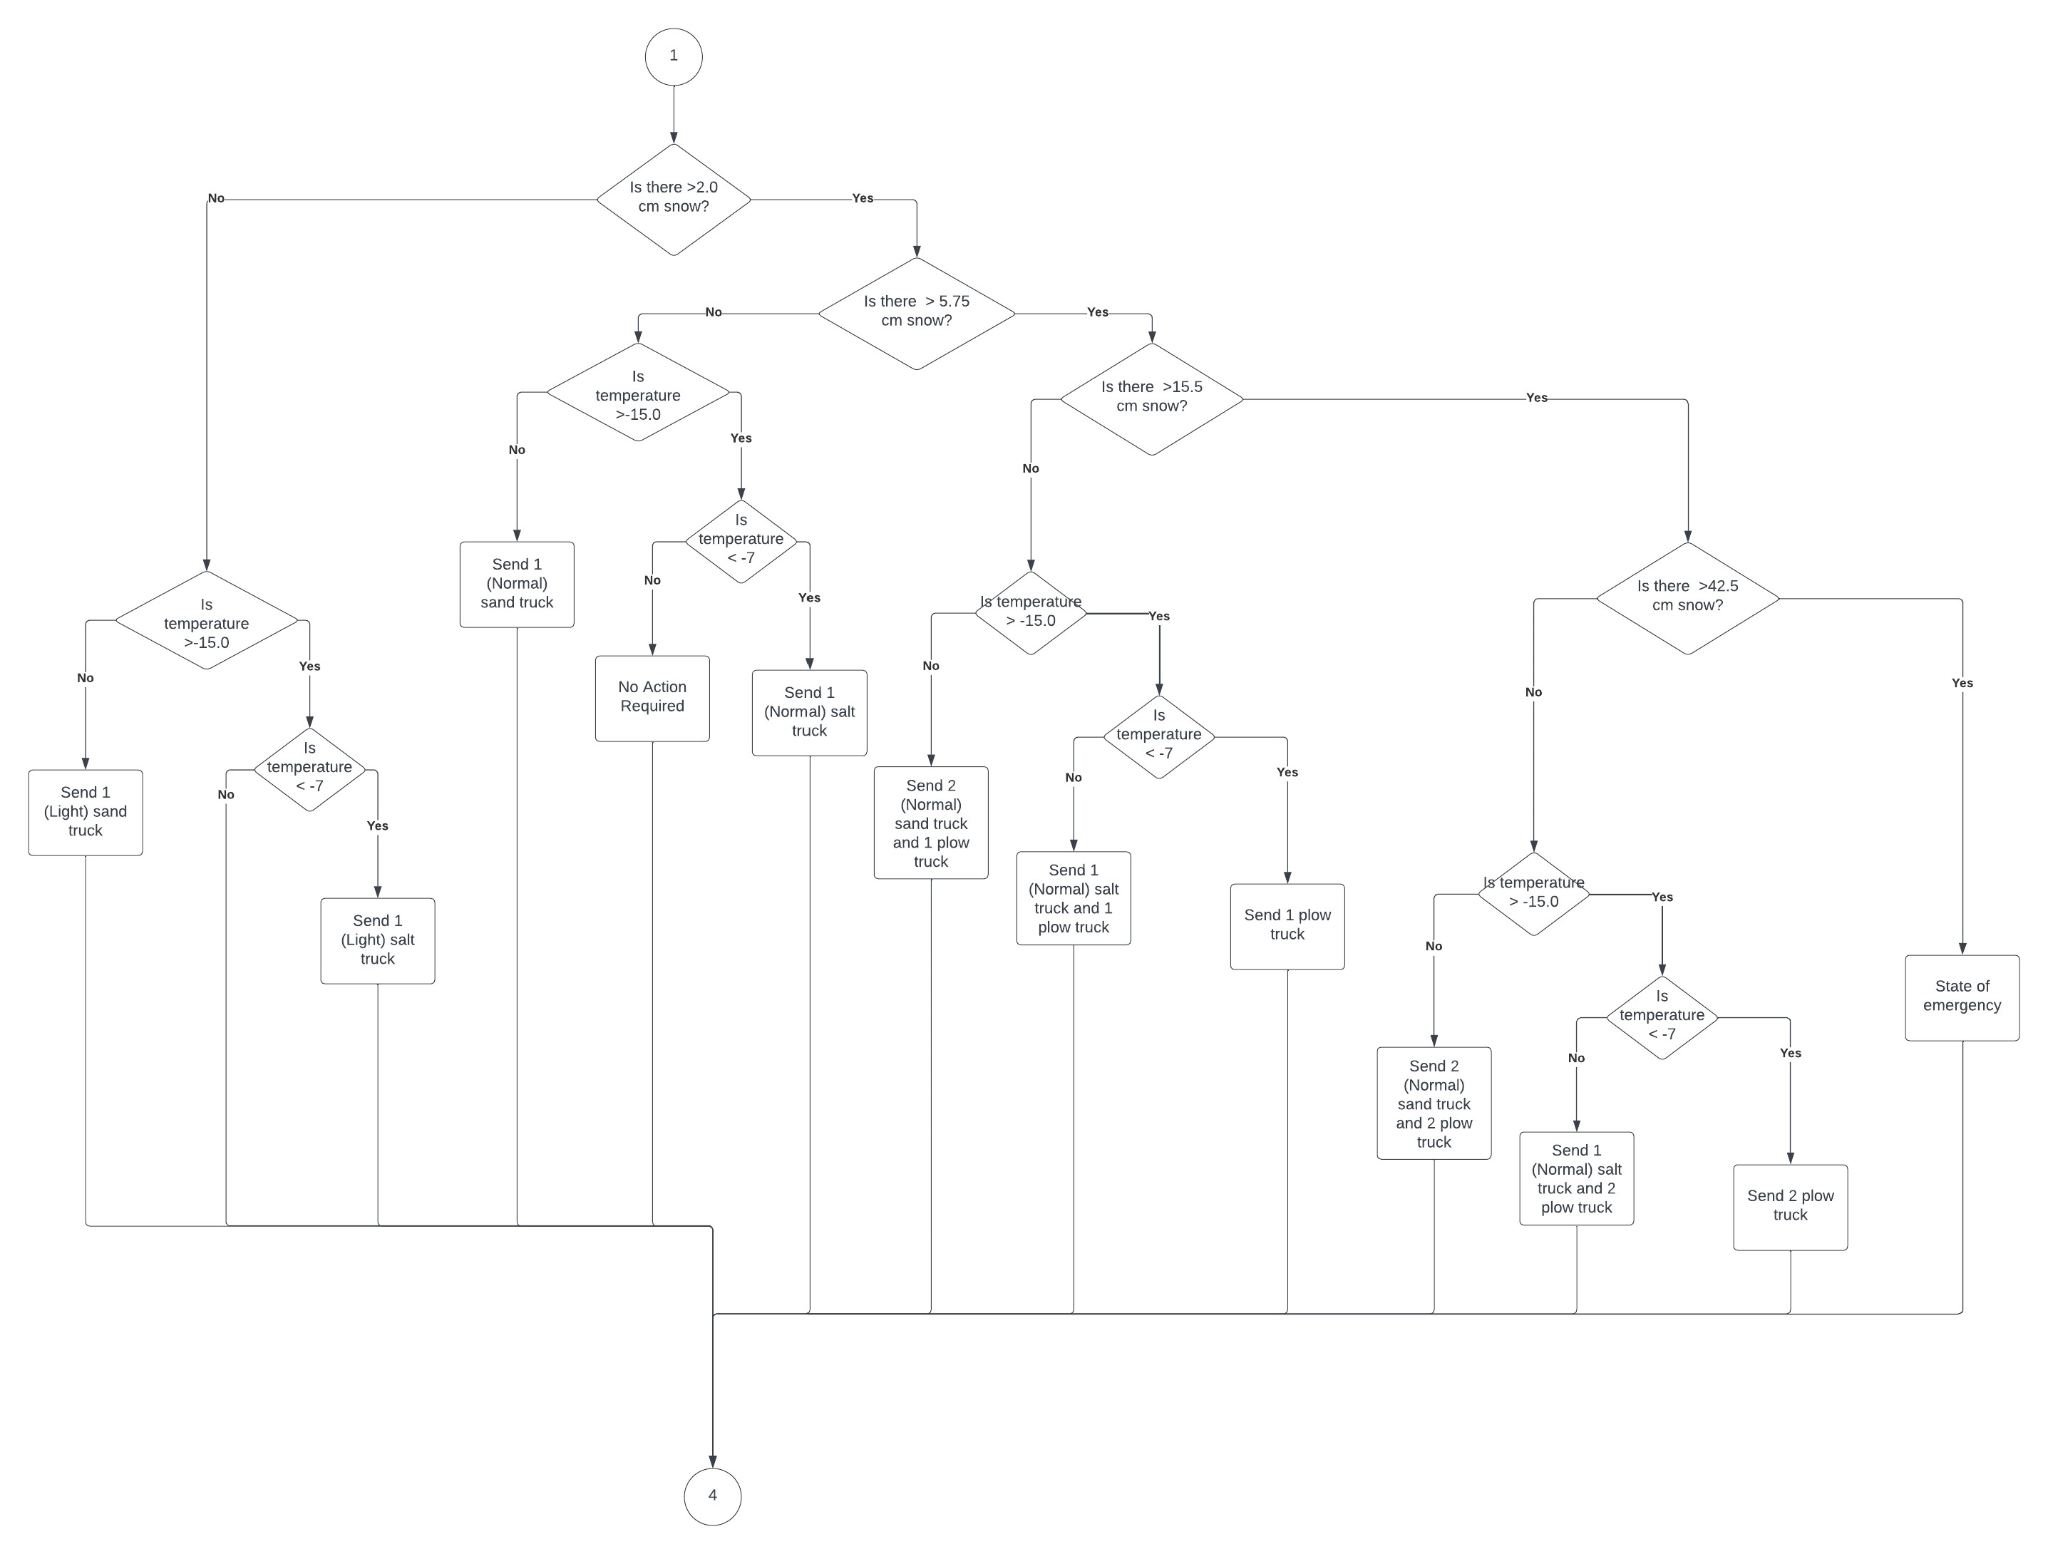 1
Is there >2.0
cm snow?
No
Yes
Is there  > 5.75
cm snow?
No
Yes
Is
temperature
>-15.0
No
Yes
Is there  >15.5
cm snow?
No
Yes
Is
temperature
< -7
No
Yes
Send 1
(Normal)
sand truck
No Action
Required
Send 1
(Normal) salt
truck
Is
temperature
>-15.0
No
Yes
Is
temperature
< -7
No
Yes
Send 1
(Light) sand
truck
Send 1
(Light) salt
truck
Is temperature
> -15.0
No
Yes
Is
temperature
< -7
No
Yes
Send 2
(Normal)
sand truck
and 1 plow
truck
Send 1
(Normal) salt
truck and 1
plow truck
Send 1 plow
truck
Is there  >42.5
cm snow?
No
Yes
Is temperature
> -15.0
No
Yes
Is
temperature
< -7
No
Yes
Send 2
(Normal)
sand truck
and 2 plow
truck
Send 1
(Normal) salt
truck and 2
plow truck
Send 2 plow
truck
State of
emergency
4